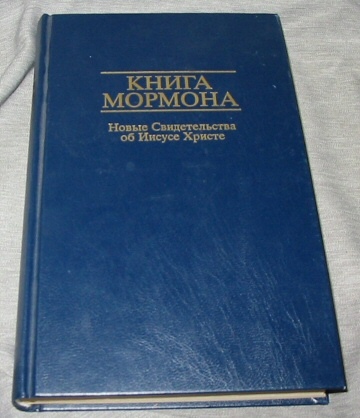 КНИГА
МОРМОНА
Новые Свидетельства
об Иисусе Христе